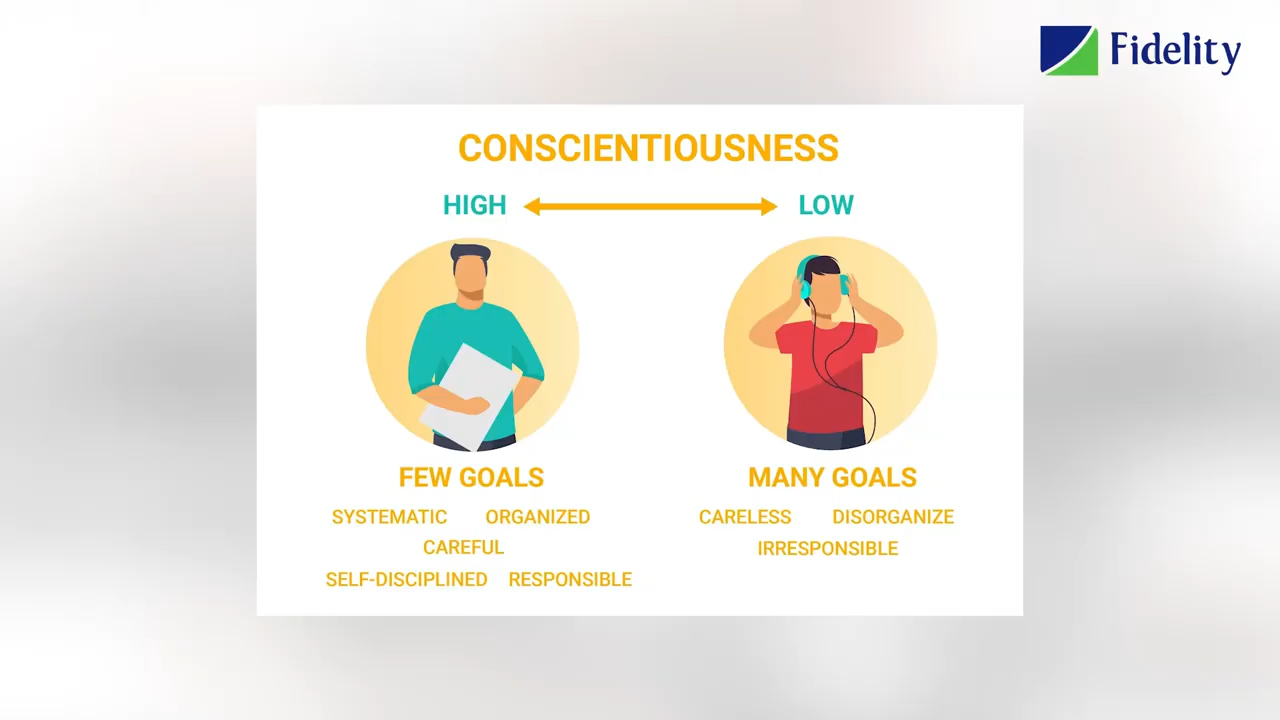 Fidelity
CONSCIENTIOUSNESS
HIGH LOW
FEW GOALS MANY GOALS
SYSTEMATIC ORGANIZED CARELESS DISORGANIZE
CAREFUL IRRESPONSIBLE
SELF-DISCIPLINED RESPONSIBLE